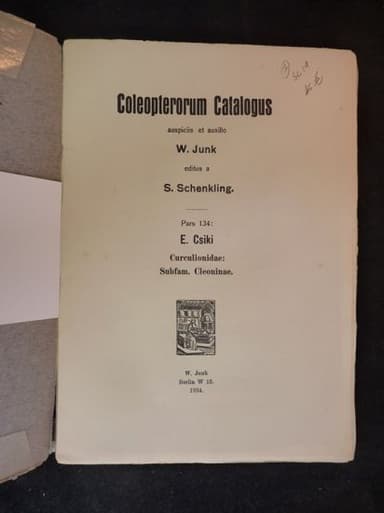 Coleopterorum Catalogus
auspiciis et auxilio
W. Junk
editus a
S. Schenkling.
Pars 134:
E. Csiki
Curculionidae:
Subfam. Cleoninae.
W. Junk
Berlin W 15.
1934.